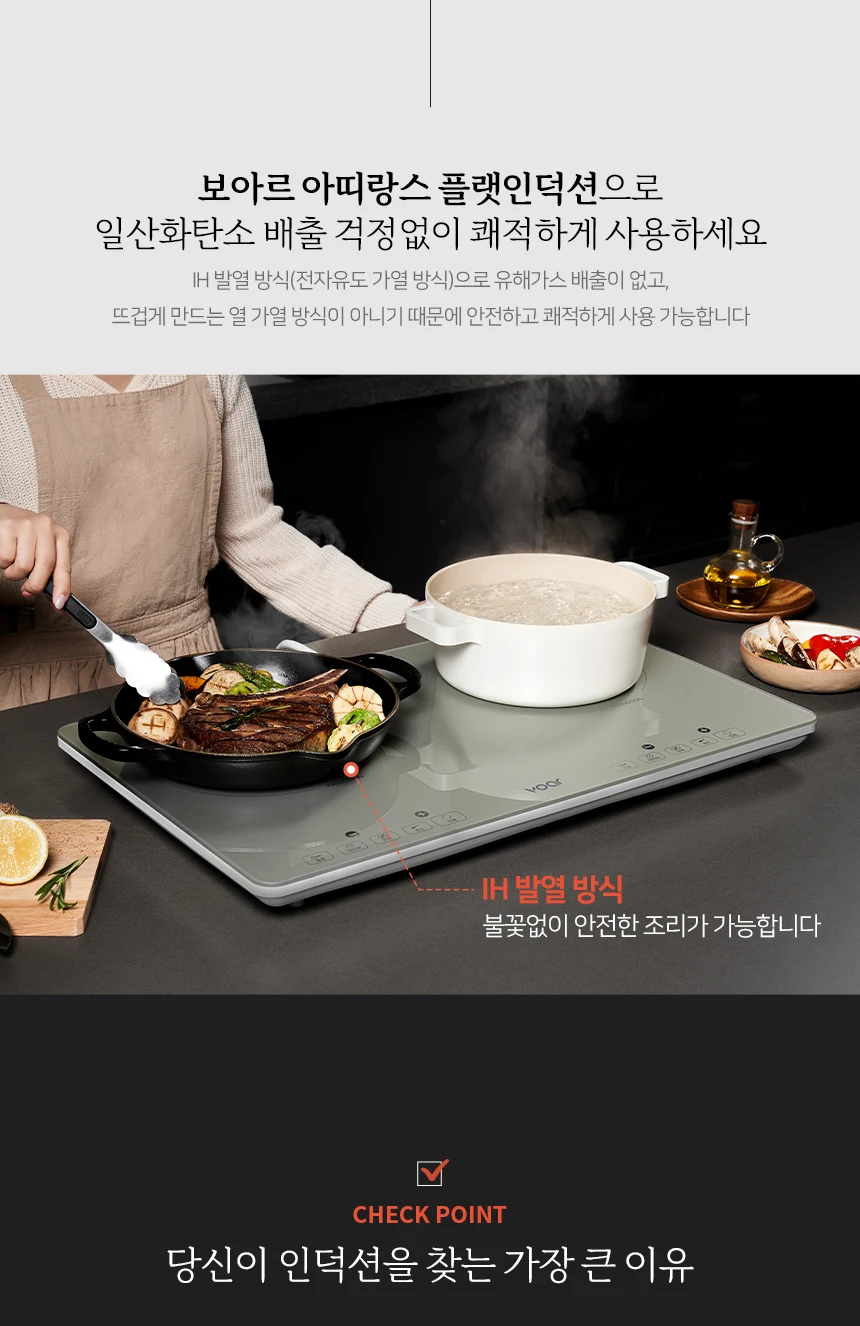 보아르 아띠랑스 플랫인덕션으로
일산화탄소 배출 걱정없이 쾌적하게 사용하세요
IH 발열 방식(전자유도 가열 방식)으로 유해가스 배출이 없고,
뜨겁게 만드는 열 가열 방식이 아니기 때문에 안전하고 쾌적하게 사용 가능합니다
voar
IH 발열 방식
불꽃없이 안전한 조리가 가능합니다
CHECK POINT
당신이 인덕션을 찾는 가장 큰 이유